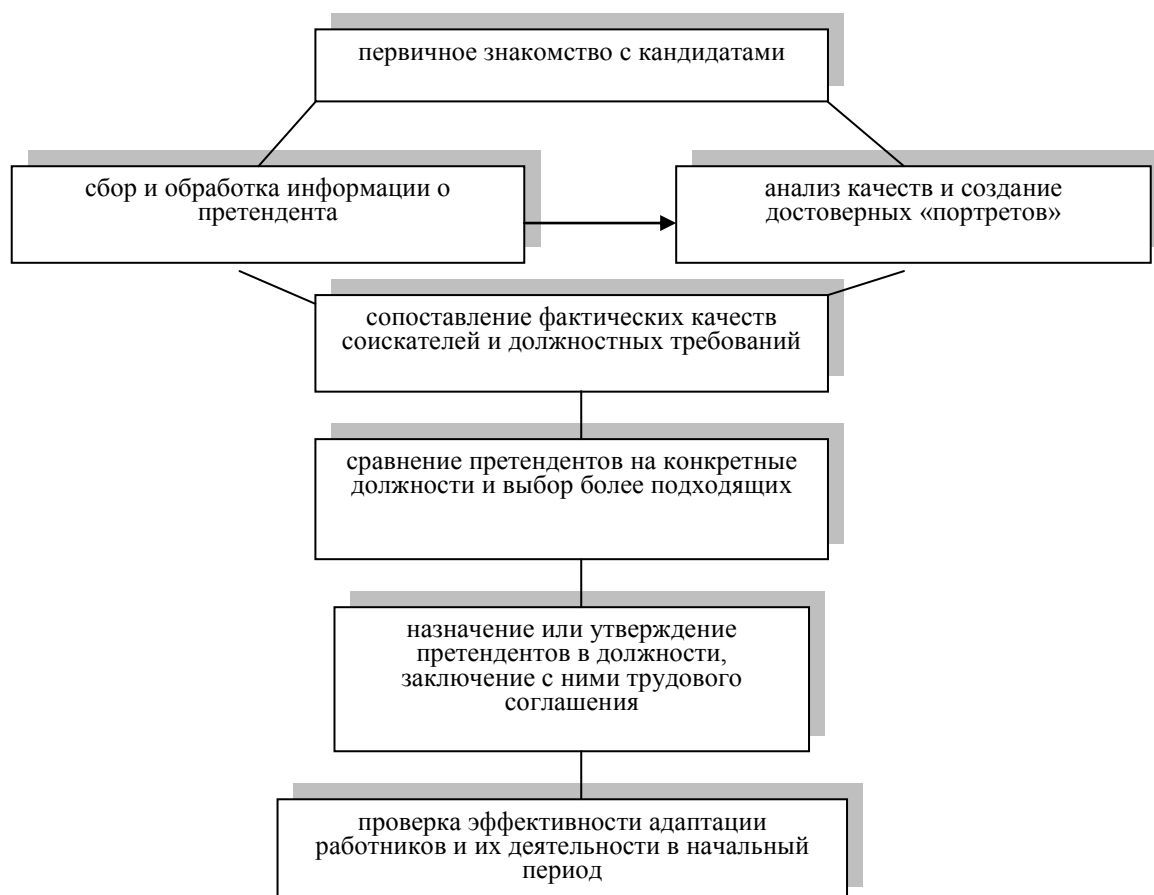 первичное знакомство с кандидатами
сбор и обработка информации о
претендента
анализ качеств и создание
достоверных «портретов»
сопоставление фактических качеств
соискателей и должностных требований
сравнение претендентов на конкретные
должности и выбор более подходящих
назначение или утверждение
претендентов в должности,
заключение с ними трудового
соглашения
проверка эффективности адаптации
работников и их деятельности в начальный
период